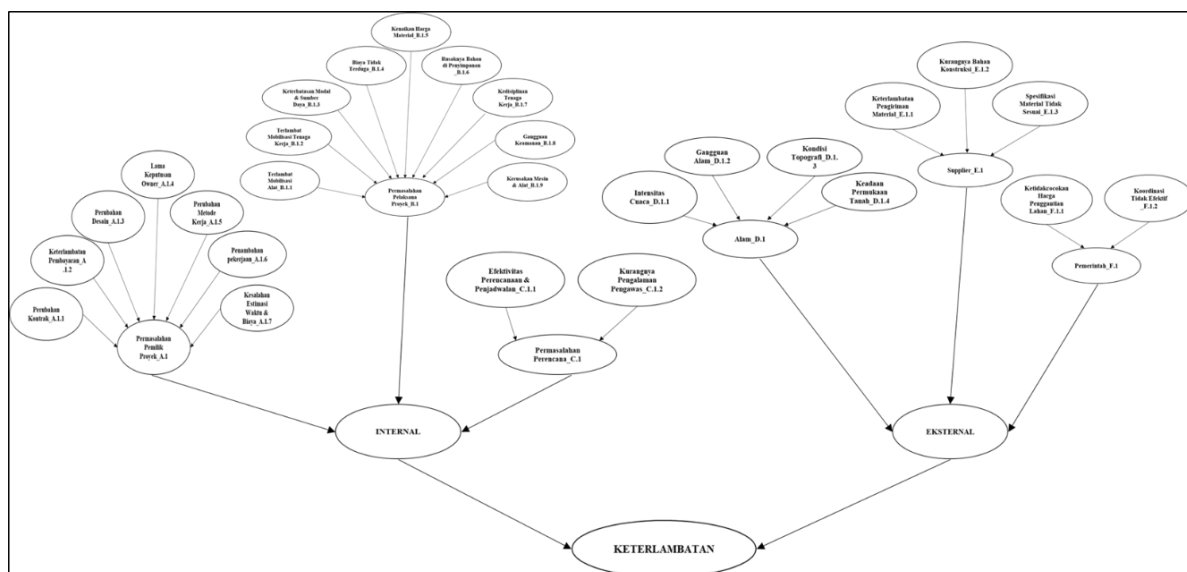 Kenaikan Harga
Material_B.1.5
Biaya Tidak
Terduga_B.1.4
Rusaknya Bahan
di Penyimpanan
_B.1.6
Keterbatasan Modal
& Sumber
Daya_B.1.3
Kedisiplinan
Tenaga
Kerja_B.1.7
Terlambat
Mobilisasi Tenaga
Kerja_B.1.2
Gangguan
Keamanan_B.1.8
Terlambat
Mobilisasi
Alat_B.1.1
Kerusakan Mesin
& Alat_B.1.9
Permasalahan
Pelaksana
Proyek_B.1
Lama
Keputusan
Owner_A.1.4
Perubahan
Desain_A.1.3
Perubahan
Metode
Kerja_A.1.5
Keterlambatan
Pembayaran_A
.1.2
Penambahan
pekerjaan_A.1.6
Perubahan
Kontrak_A.1.1
Kesalahan
Estimasi
Waktu &
Biaya_A.1.7
Permasalahan
Pemilik
Proyek_A.1
Efektivitas
Perencanaan &
Penjadwalan_C.1.1
Kurangnya
Pengalaman
Pengawas_C.1.2
Permasalahan
Perencana_C.1
Gangguan
Alam_D.1.2
Kondisi
Topografi_D.1.
3
Intensitas
Cuaca_D.1.1
Keadaan
Permukaan
Tanah_D.1.4
Alam_D.1
Kurangnya Bahan
Konstruksi_E.1.2
Keterlambatan
Pengiriman
Material_E.1.1
Spesifikasi
Material Tidak
Sesuai_E.1.3
Supplier_E.1
Ketidakcocokan
Harga
Penggantian
Lahan_F.1.1
Koordinasi
Tidak Efektif
_F.1.2
Pemerintah_F.1
INTERNAL
EKSTERNAL
KETERLAMBATAN